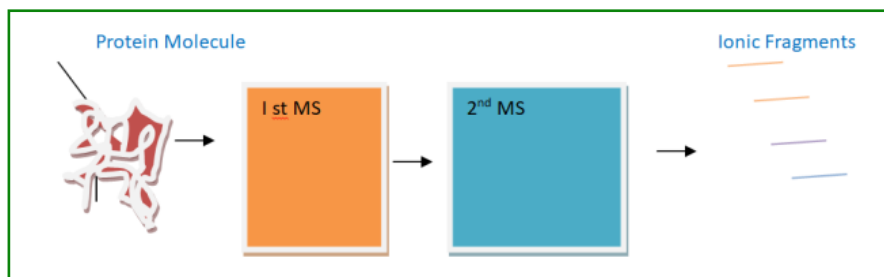 Protein Molecule
Ionic Fragments
I st MS
2nd MS